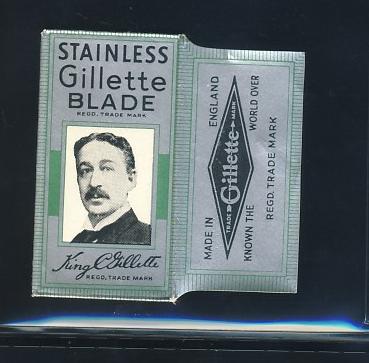 STAINLESS
Gillette
BLADE
REGD. TRADE MARK
King C Gillette
REGD. TRADE MARK
MADE IN ENGLAND
TRADE Gillette MARK
KNOWN THE WORLD OVER
REGD. TRADE MARK